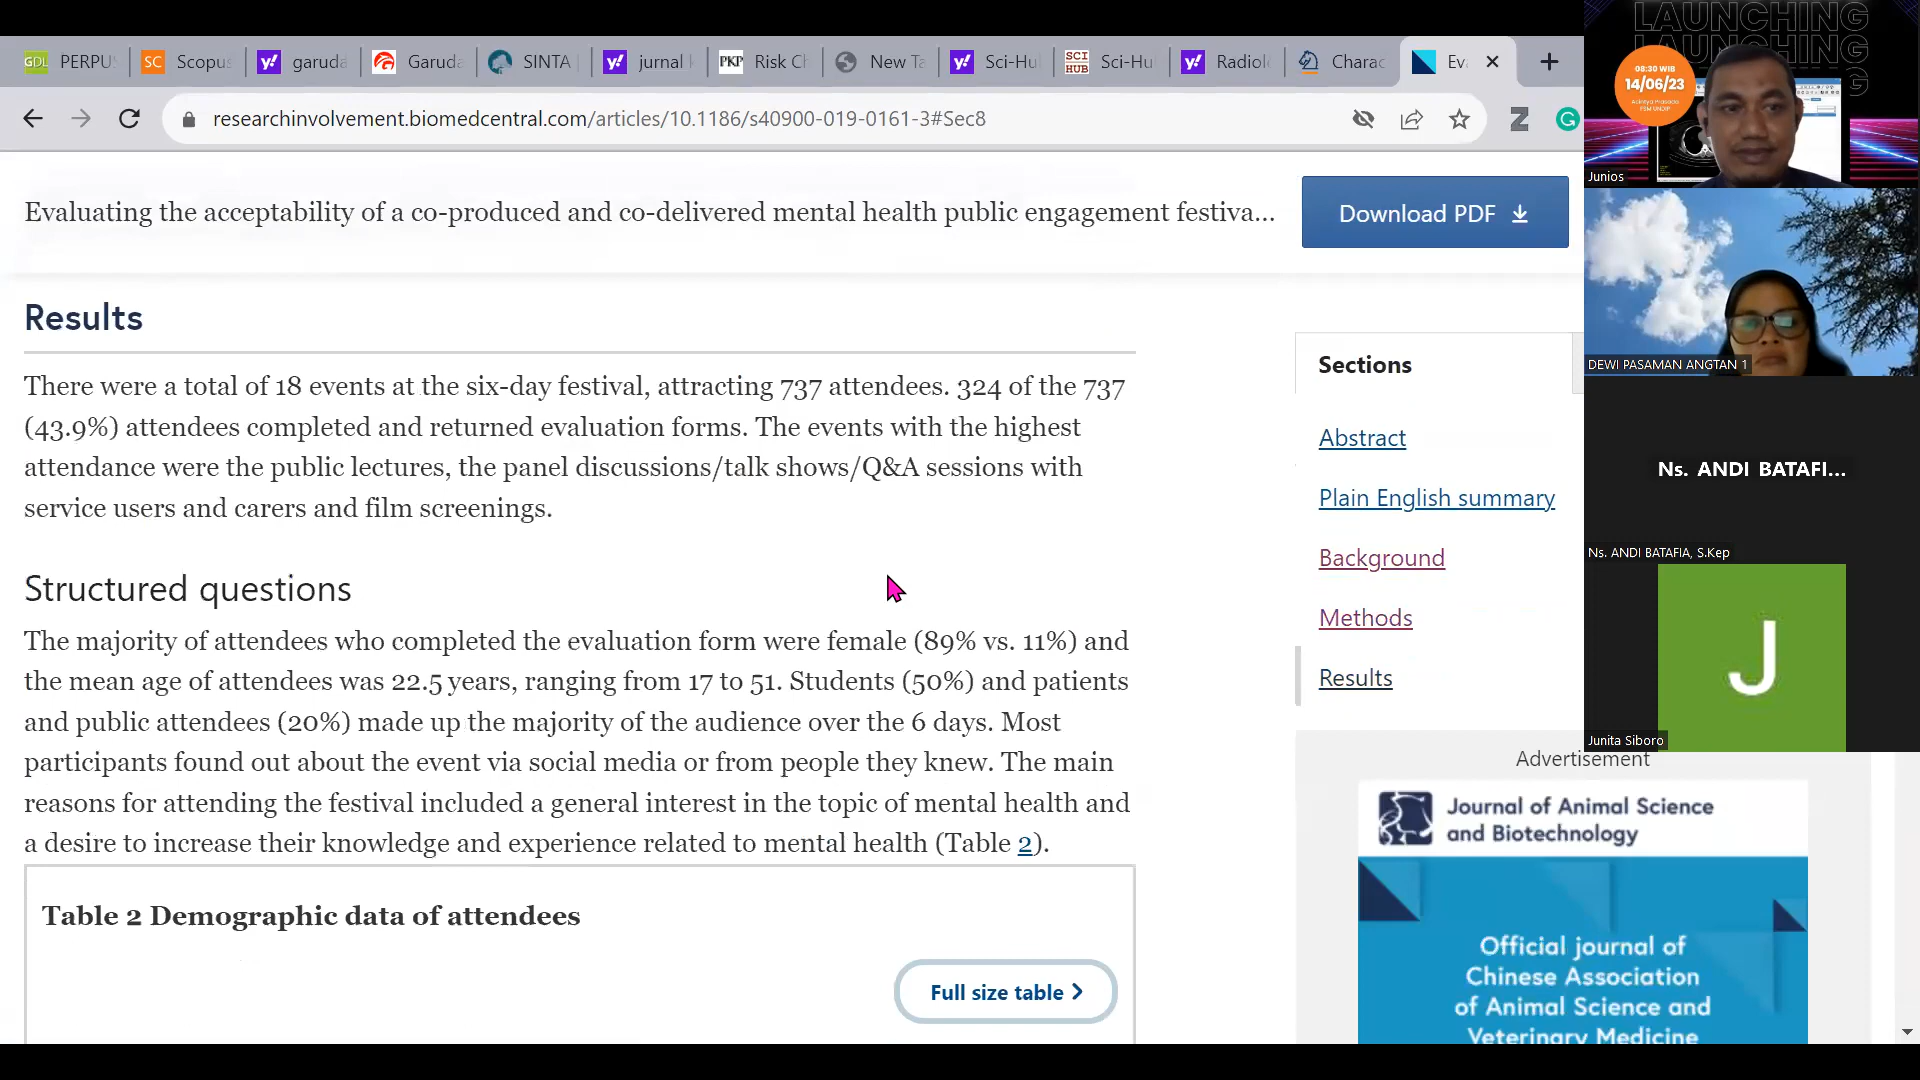 PERPUS
Scopus
garuda
Garuda
SINTA
jurnal k
PKP Risk Ch
New Ta
Sci-Hu
SCI HUB Sci-Hu
Radiol
Charac
Ev
researchinvolvement.biomedcentral.com/articles/10.1186/s40900-019-0161-3#Sec8
Evaluating the acceptability of a co-produced and co-delivered mental health public engagement festiva...
Download PDF
Results
There were a total of 18 events at the six-day festival, attracting 737 attendees. 324 of the 737
(43.9%) attendees completed and returned evaluation forms. The events with the highest
attendance were the public lectures, the panel discussions/talk shows/Q&A sessions with
service users and carers and film screenings.
Structured questions
The majority of attendees who completed the evaluation form were female (89% vs. 11%) and
the mean age of attendees was 22.5 years, ranging from 17 to 51. Students (50%) and patients
and public attendees (20%) made up the majority of the audience over the 6 days. Most
participants found out about the event via social media or from people they knew. The main
reasons for attending the festival included a general interest in the topic of mental health and
a desire to increase their knowledge and experience related to mental health (Table 2).
Table 2 Demographic data of attendees
Full size table
Sections
Abstract
Plain English summary
Background
Methods
Results
Advertisement
Journal of Animal Science
and Biotechnology
Official journal of
Chinese Association
of Animal Science and
Veterinary Medicine
LAUNCHING
LAUNCHING
08:30 WIB
14/06/23
Junios
DEWI PASAMAN ANGTAN 1
Ns. ANDI BATAFI...
Ns. ANDI BATAFIA, S.Kep
J
Junita Siboro